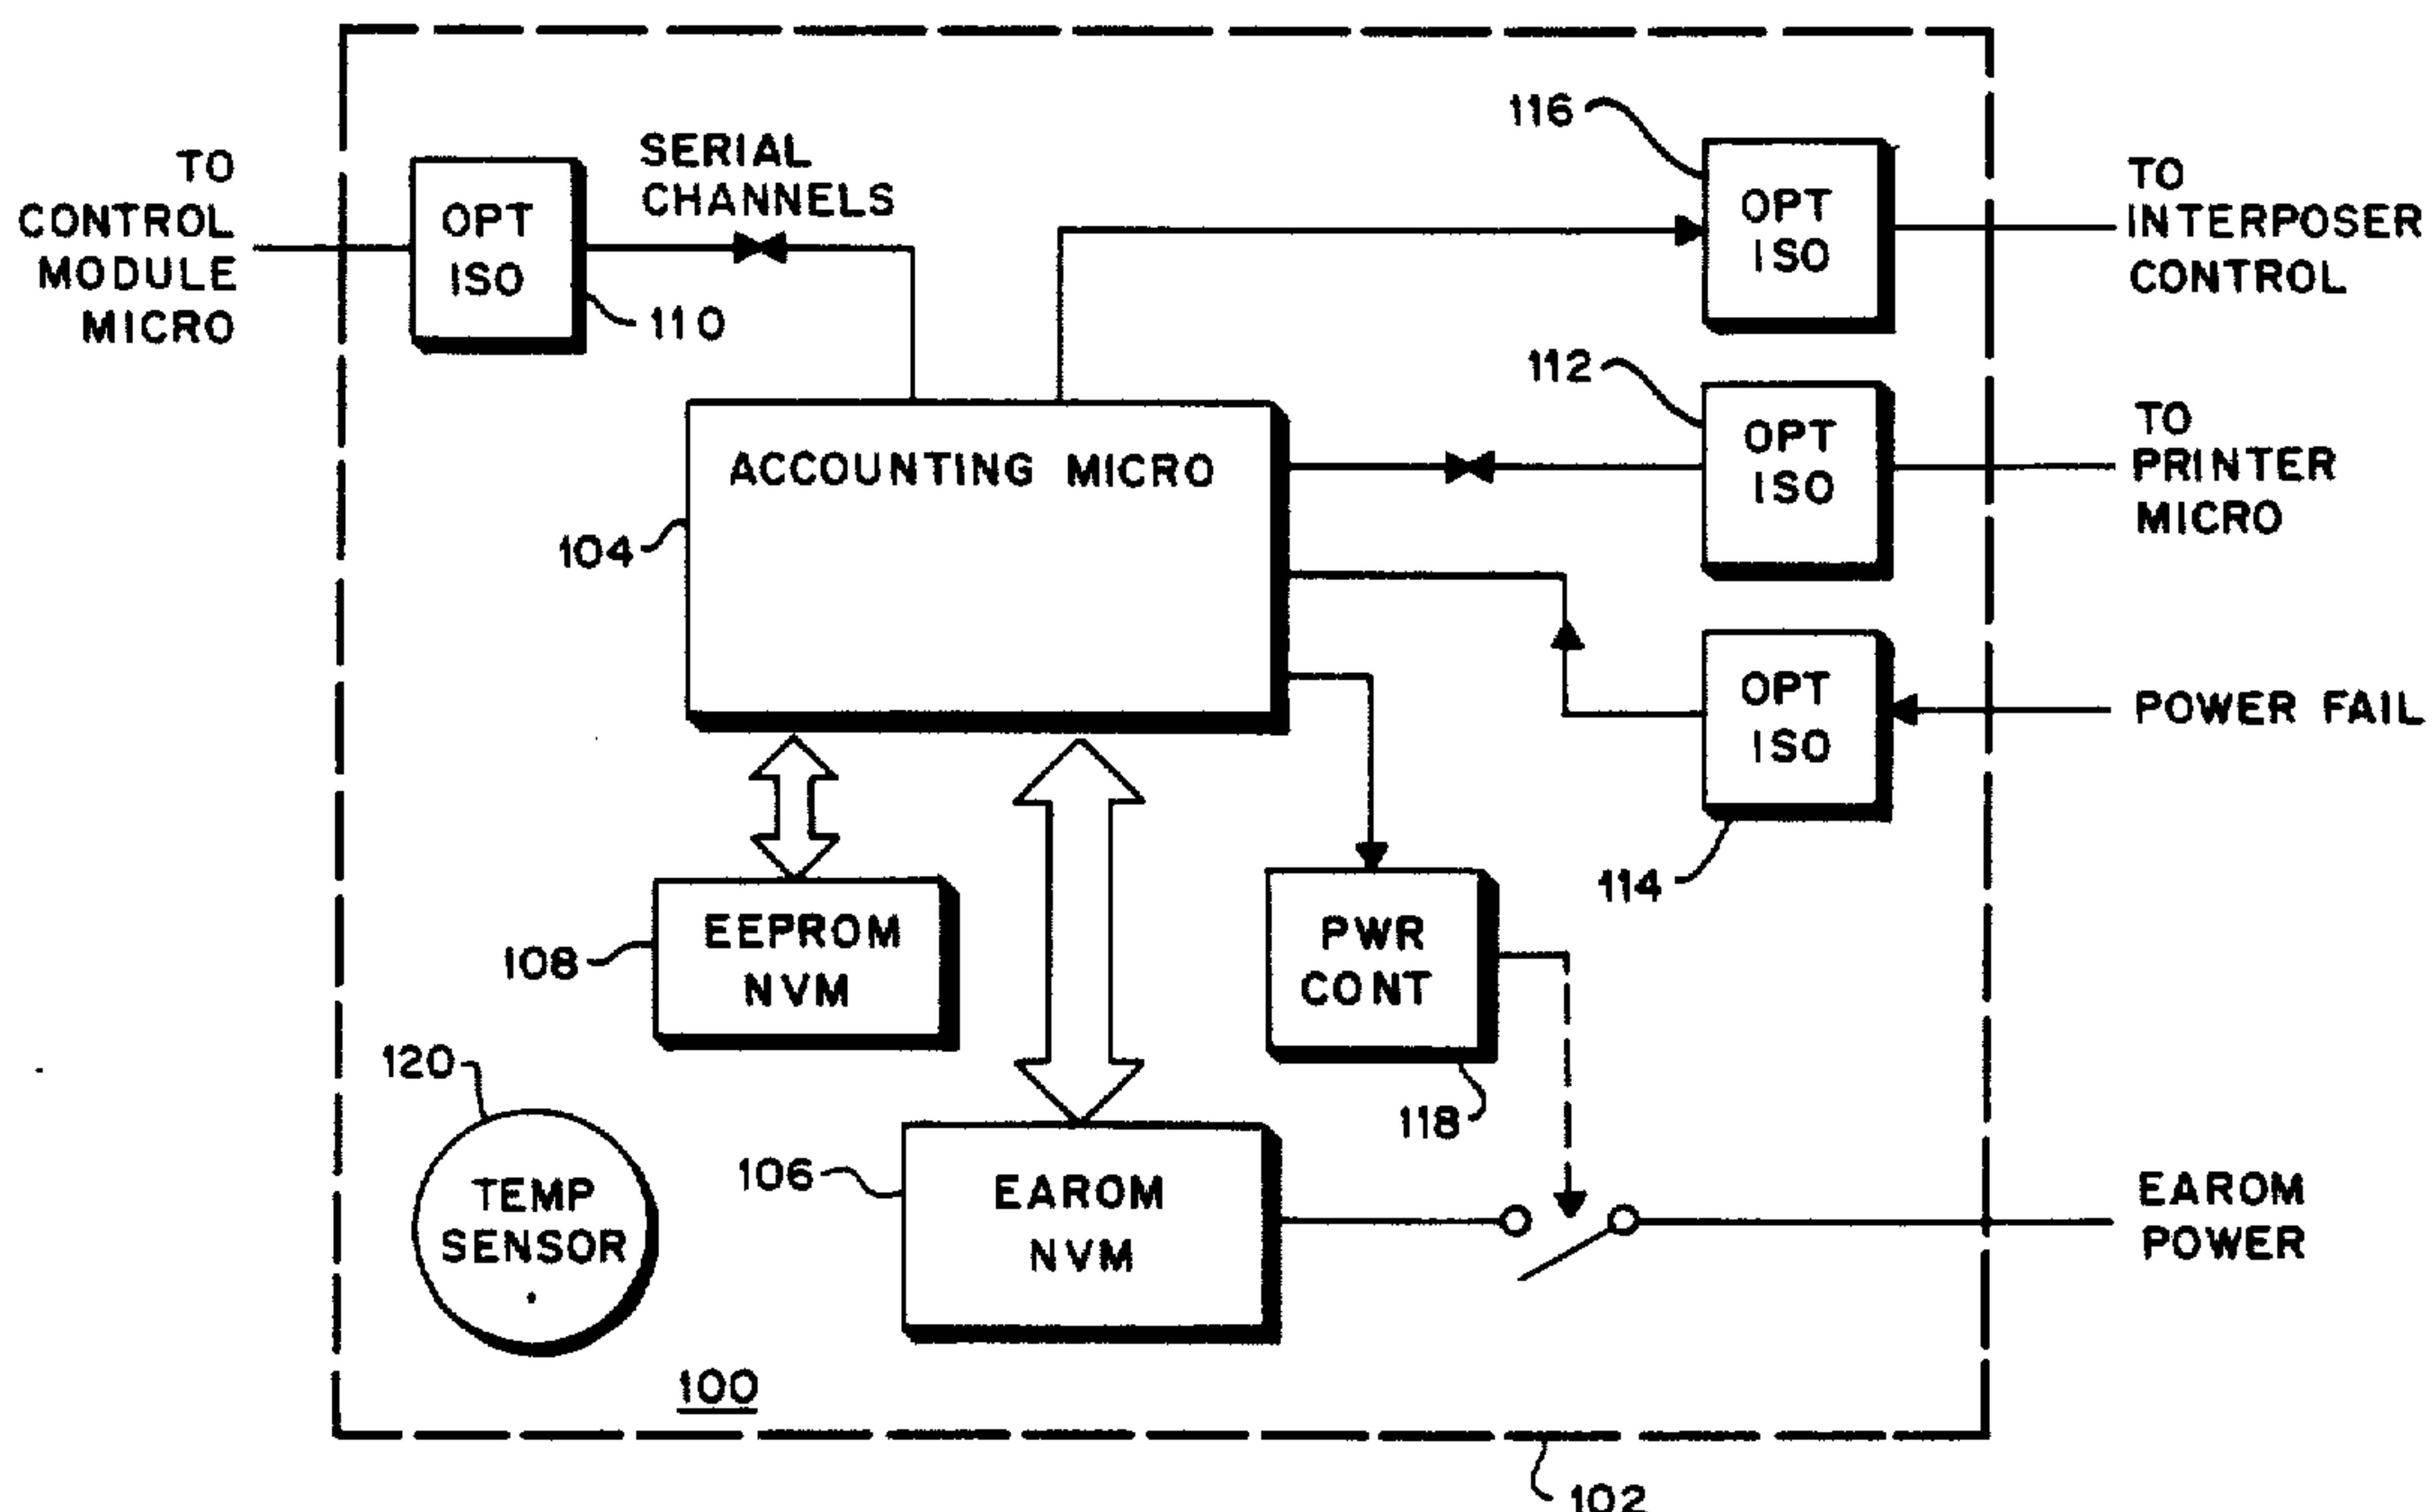 116
TO
CONTROL
MODULE
MICRO
OPT
ISO
110
SERIAL
CHANNELS
OPT
ISO
TO
INTERPOSER
CONTROL
112
OPT
ISO
TO
PRINTER
MICRO
ACCOUNTING MICRO
104
OPT
ISO
POWER FAIL
114
EEPROM
NVM
108
PWR
CONT
118
120
TEMP
SENSOR
106
EAROM
NVM
EAROM
POWER
100
102